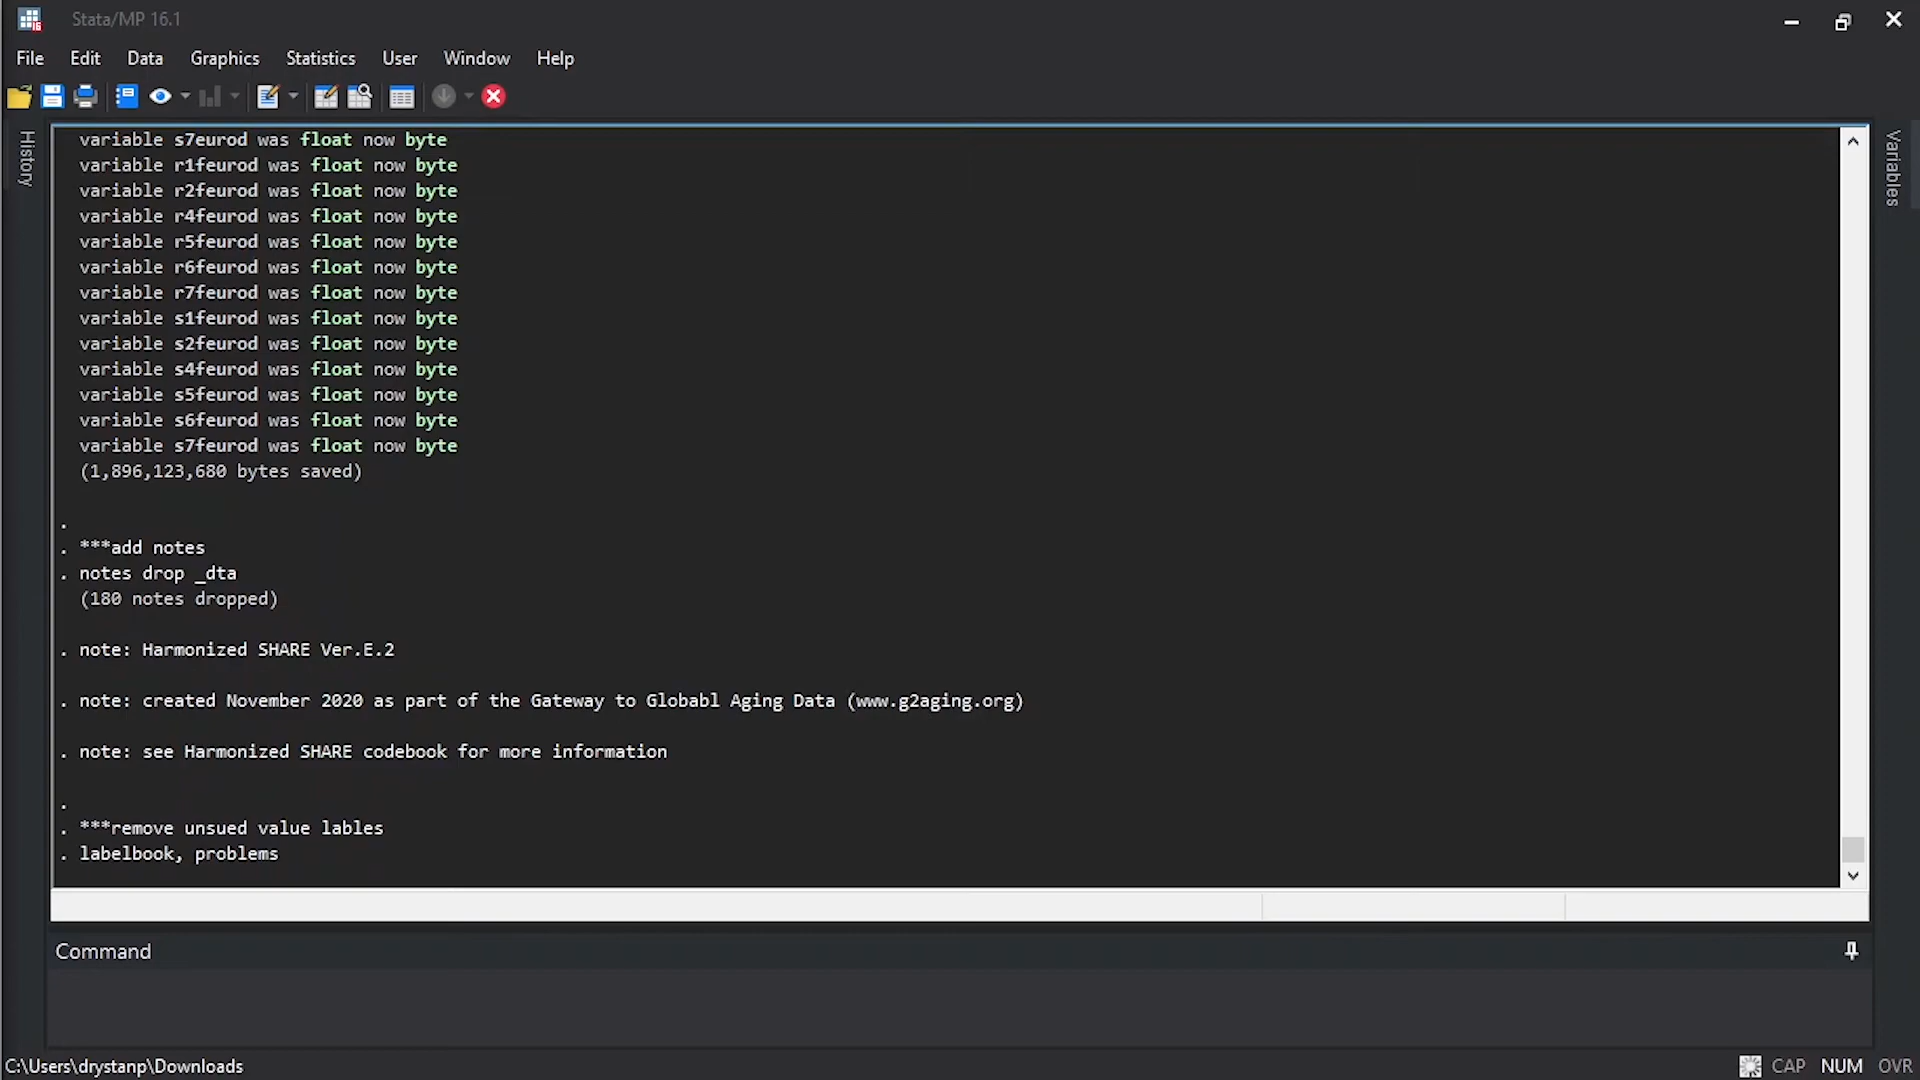 Stata/MP 16.1
File Edit Data Graphics Statistics User Window Help
History
Variables
variable s7eurod was float now byte
variable r1feurod was float now byte
variable r2feurod was float now byte
variable r4feurod was float now byte
variable r5feurod was float now byte
variable r6feurod was float now byte
variable r7feurod was float now byte
variable s1feurod was float now byte
variable s2feurod was float now byte
variable s4feurod was float now byte
variable s5feurod was float now byte
variable s6feurod was float now byte
variable s7feurod was float now byte
(1,896,123,680 bytes saved)
.
. ***add notes
. notes drop _dta
(180 notes dropped)
. note: Harmonized SHARE Ver.E.2
. note: created November 2020 as part of the Gateway to Globabl Aging Data (www.g2aging.org)
. note: see Harmonized SHARE codebook for more information
.
. ***remove unsued value lables
. labelbook, problems
Command
C:\Users\drystanp\Downloads
CAP NUM OVR